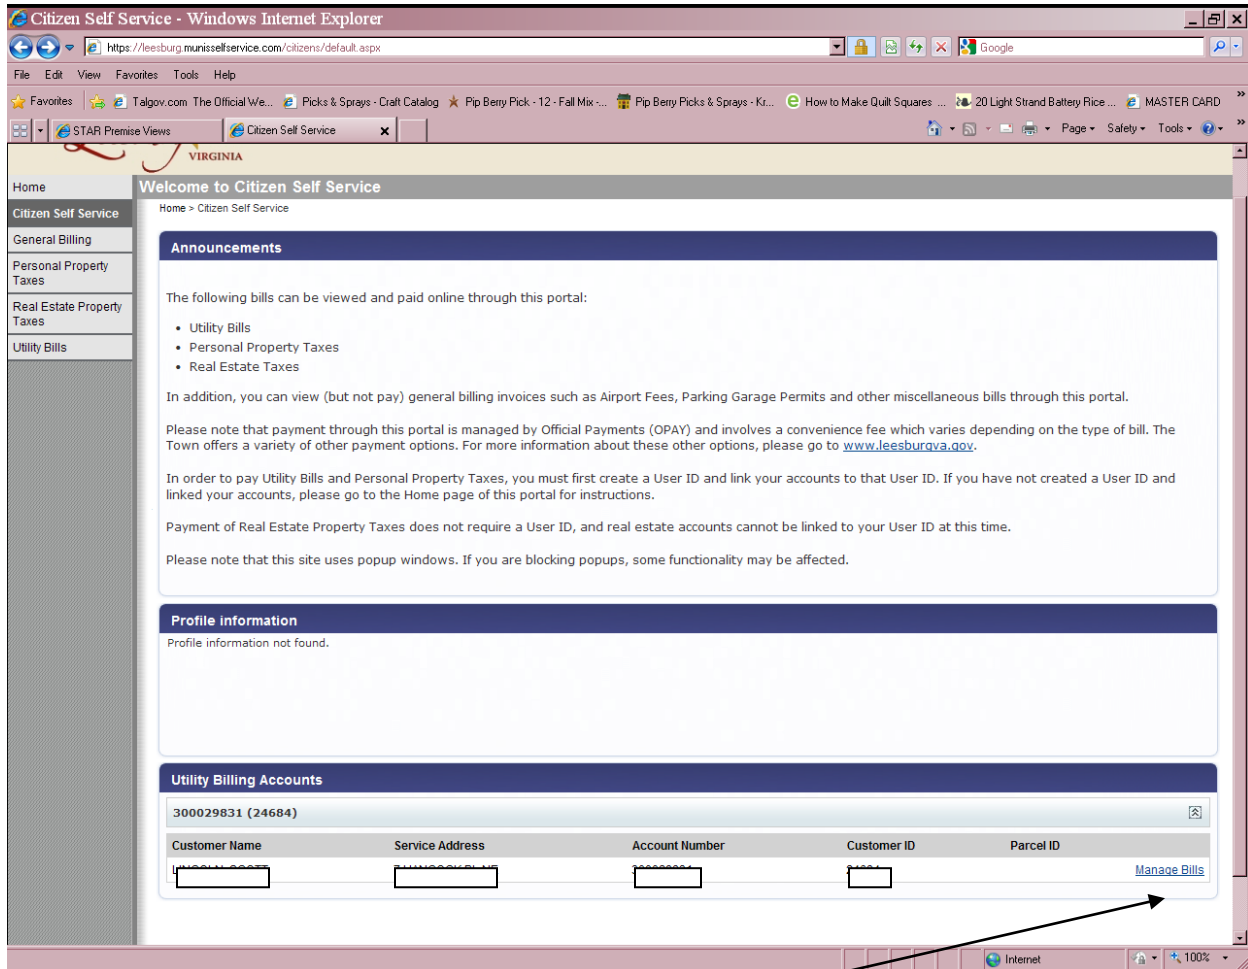 Citizen Self Service - Windows Internet Explorer
https://leesburg.munisselfservice.com/citizens/default.aspx
Google
File Edit View Favorites Tools Help
Favorites Talgov.com The Official We... Picks & Sprays - Craft Catalog Pip Berry Pick - 12 - Fall Mix -... Pip Berry Picks & Sprays - Kr... How to Make Quilt Squares ... 20 Light Strand Battery Rice ... MASTER CARD
STAR Premise Views Citizen Self Service Page Safety Tools
VIRGINIA
Home
Citizen Self Service
General Billing
Personal Property
Taxes
Real Estate Property
Taxes
Utility Bills
Welcome to Citizen Self Service
Home > Citizen Self Service
Announcements
The following bills can be viewed and paid online through this portal:
• Utility Bills
• Personal Property Taxes
• Real Estate Taxes
In addition, you can view (but not pay) general billing invoices such as Airport Fees, Parking Garage Permits and other miscellaneous bills through this portal.
Please note that payment through this portal is managed by Official Payments (OPAY) and involves a convenience fee which varies depending on the type of bill. The
Town offers a variety of other payment options. For more information about these other options, please go to www.leesburgva.gov.
In order to pay Utility Bills and Personal Property Taxes, you must first create a User ID and link your accounts to that User ID. If you have not created a User ID and
linked your accounts, please go to the Home page of this portal for instructions.
Payment of Real Estate Property Taxes does not require a User ID, and real estate accounts cannot be linked to your User ID at this time.
Please note that this site uses popup windows. If you are blocking popups, some functionality may be affected.
Profile information
Profile information not found.
Utility Billing Accounts
300029831 (24684)
Customer Name Service Address Account Number Customer ID Parcel ID
Manage Bills
Internet 100%